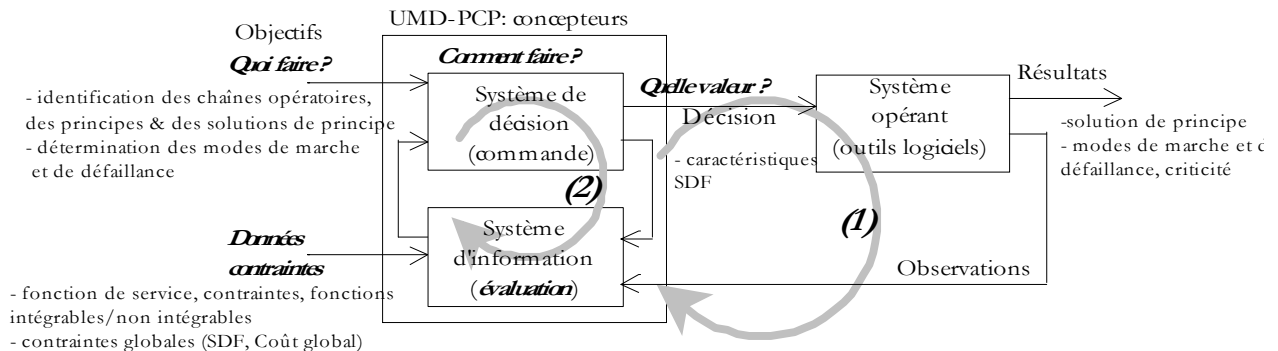 UMD-PCP: concepteurs
Objectifs
Quoi faire?
- identification des chaînes opératoires,
des principes & des solutions de principe
- détermination des modes de marche
et de défaillance
Comment faire?
Système de
décision
(commande)
(2)
Quelle valeur ?
Décision
- caractéristiques
SDF
Système
opérant
(outils logiciels)
Résultats
-solution de principe
- modes de marche et d
défaillance, criticité
(1)
Données
contraintes
- fonction de service, contraintes, fonctions
intégrables/non intégrables
- contraintes globales (SDF, Coût global)
Système
d'information
(évaluation)
Observations